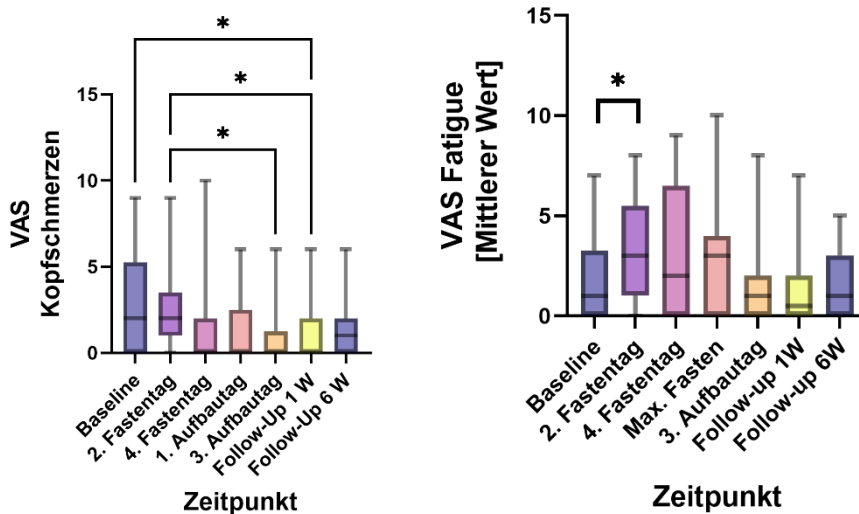 *
*
*
15
10
5
0
VAS
Kopfschmerzen
Baseline
2. Fastentag
4. Fastentag
1. Aufbautag
3. Aufbautag
Follow-Up 1 W
Follow-Up 6 W
Zeitpunkt
15
10
5
0
VAS Fatigue
[Mittlerer Wert]
*
Baseline
2. Fastentag
4. Fastentag
Max. Fasten
3. Aufbautag
Follow-up 1W
Follow-up 6W
Zeitpunkt